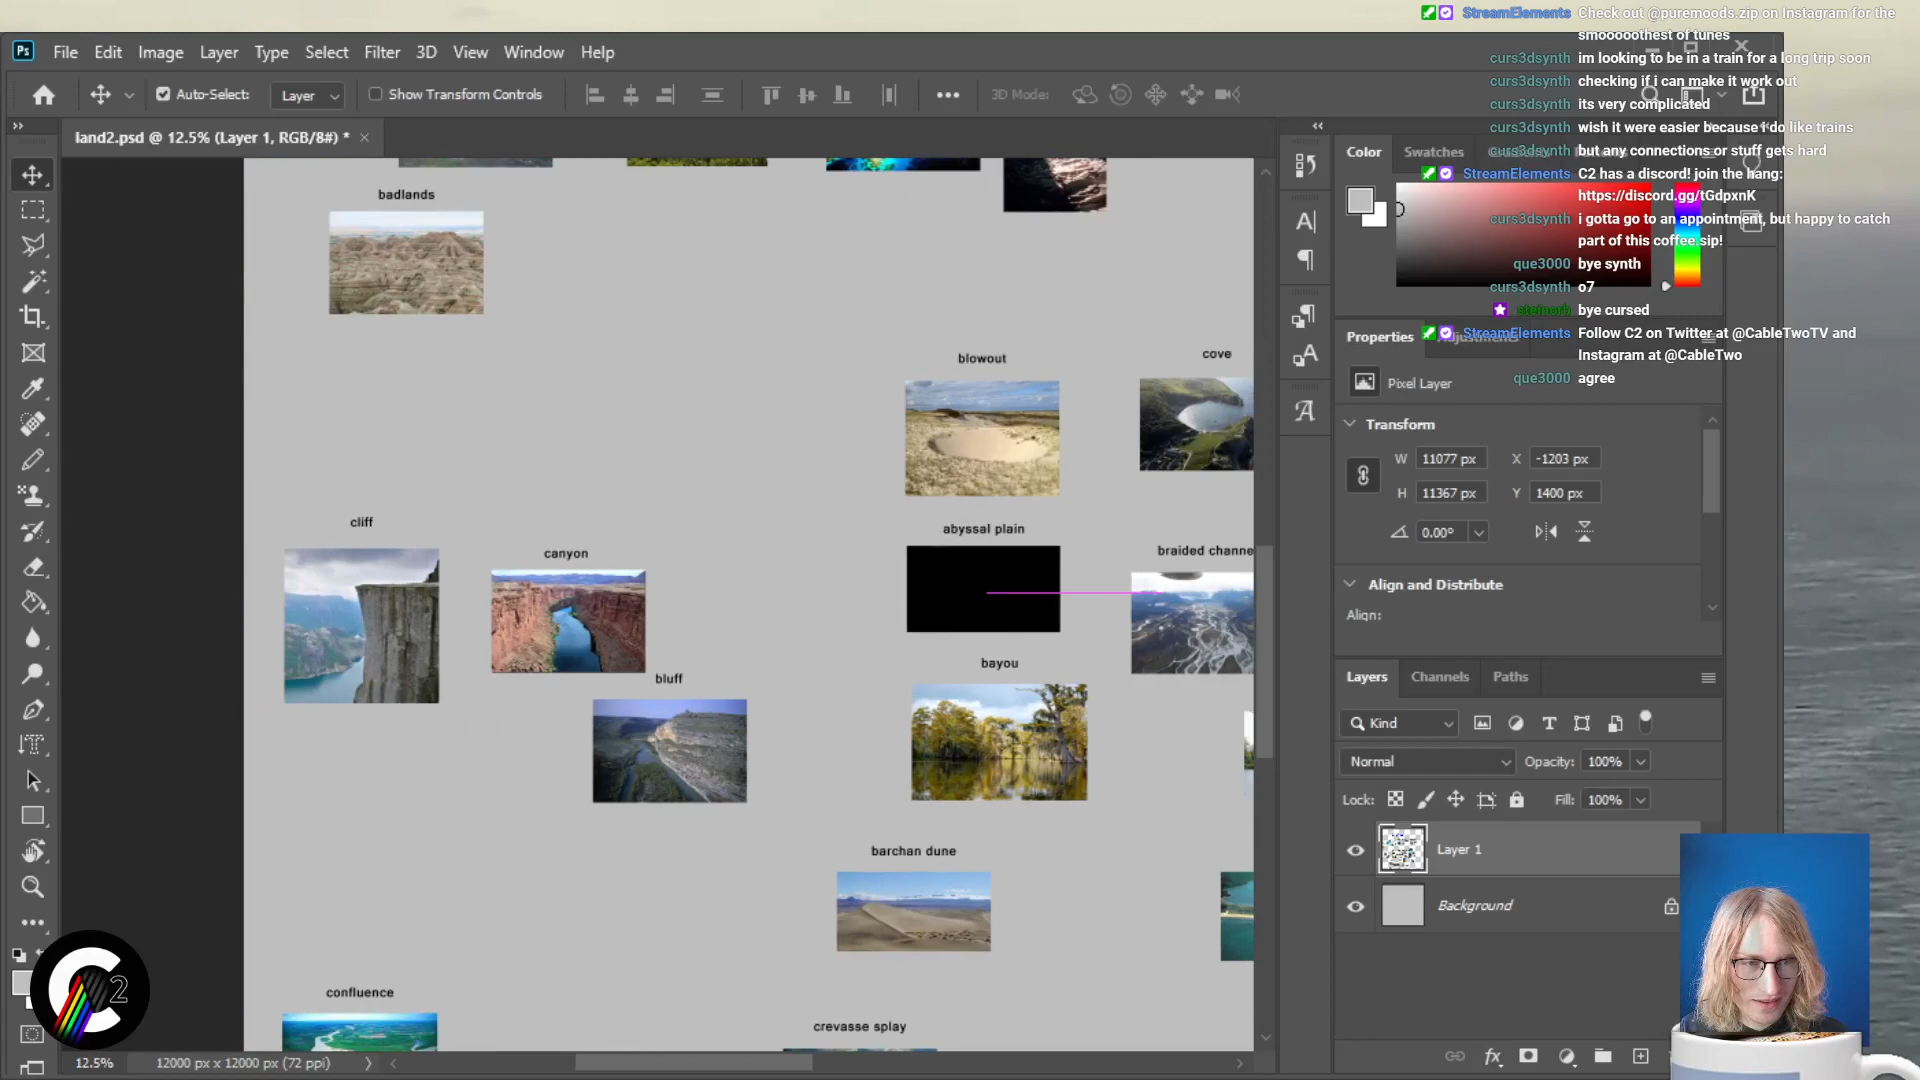 StreamElements Check out @puremoods.zip on Instagram for the
smooooothest of tunes
Ps File Edit Image Layer Type Select Filter 3D View Window Help
curs3dsynth im looking to be in a train for a long trip soon
curs3dsynth checking if i can make it work out
Auto-Select: Layer Show Transform Controls 3D Mode:
curs3dsynth its very complicated
curs3dsynth wish it were easier because i do like trains
land2.psd @ 12.5% (Layer 1, RGB/8#) *
curs3dsynth but any connections or stuff gets hard
Color Swatches
StreamElements C2 has a discord! join the hang:
https://discord.gg/tGdpxnK
curs3dsynth i gotta go to an appointment, but happy to catch
part of this coffee.sip!
que3000 bye synth
curs3dsynth o7
steinorb bye cursed
StreamElements Follow C2 on Twitter at @CableTwoTV and
Instagram at @CableTwo
que3000 agree
badlands
blowout
cove
cliff
canyon
abyssal plain
braided channe
bluff
bayou
barchan dune
confluence
crevasse splay
Properties Adjustments
Pixel Layer
Transform
W 11077 px X -1203 px
H 11367 px Y 1400 px
0.00°
Align and Distribute
Align:
Layers Channels Paths
Kind
Normal Opacity: 100%
Lock: Fill: 100%
Layer 1
Background
fx
C2
12.5% 12000 px x 12000 px (72 ppi)